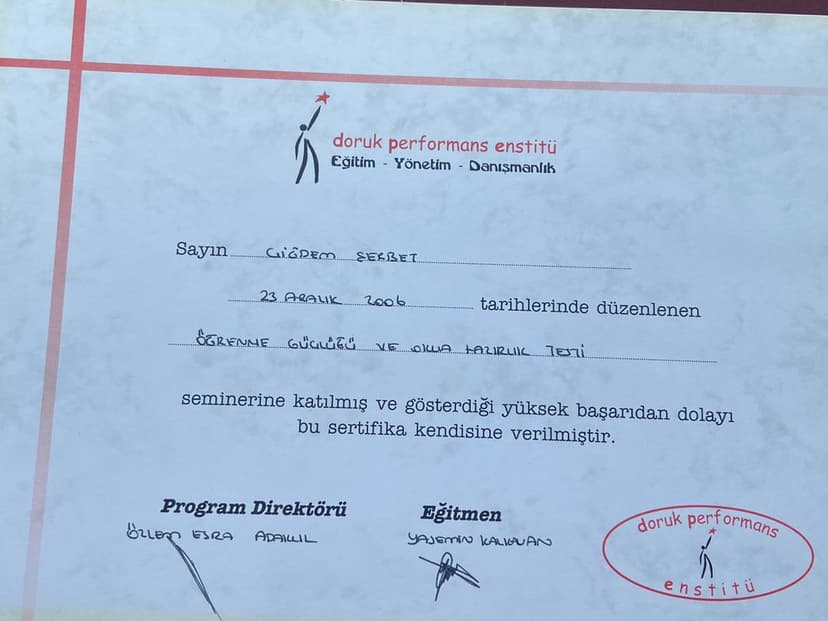 doruk performans enstitü
Eğitim - Yönetim - Danışmanlık
Sayın ÇİĞDEM ŞERBET
23 ARALIK 2006 tarihlerinde düzenlenen
ÖĞRENME GÜÇLÜĞÜ VE OKULA HAZIRLIK TESTİ
seminerine katılmış ve gösterdiği yüksek başarıdan dolayı
bu sertifika kendisine verilmiştir.
Program Direktörü
Eğitmen
ÖZLEM ESRA
YASEMİN KALKAVAN
doruk performans
enstitü